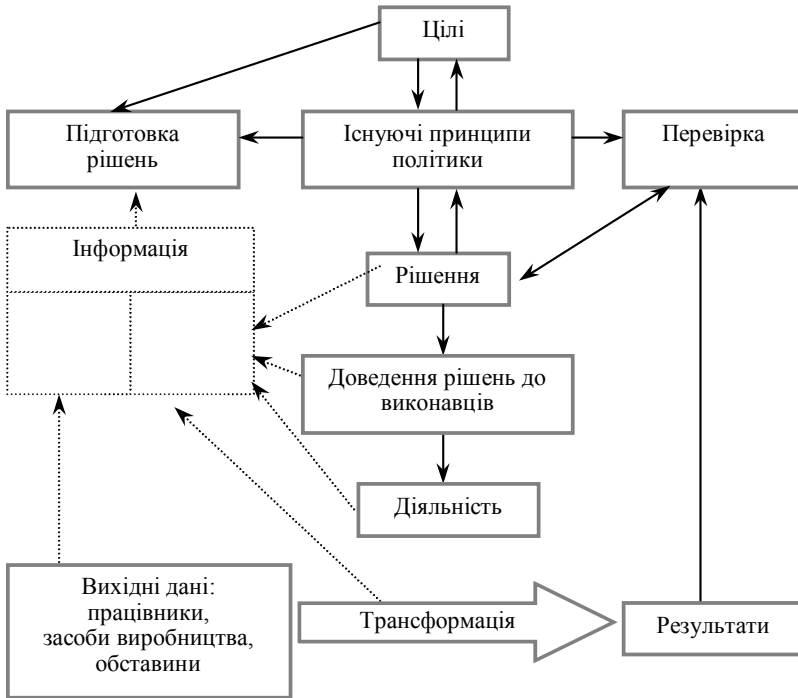 Цілі
Підготовка
рішень
Існуючі принципи
політики
Перевірка
Інформація
Рішення
Доведення рішень до
виконавців
Діяльність
Вихідні дані:
працівники,
засоби виробництва,
обставини
Трансформація
Результати